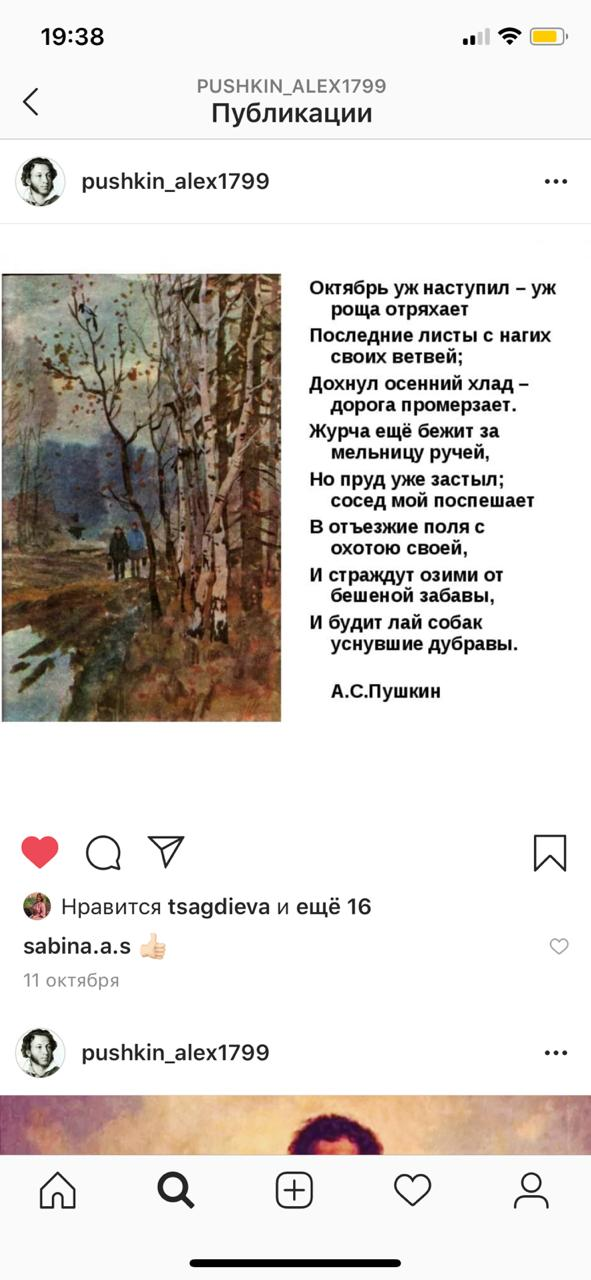 19:38
PUSHKIN_ALEX1799
Публикации
pushkin_alex1799
Октябрь уж наступил – уж
роща отряхает
Последние листы с нагих
своих ветвей;
Дохнул осенний хлад –
дорога промерзает.
Журча ещё бежит за
мельницу ручей,
Но пруд уже застыл;
сосед мой поспешает
В отъезжие поля с
охотою своей,
И страждут озими от
бешеной забавы,
И будит лай собак
уснувшие дубравы.
А.С.Пушкин
Нравится tsagdieva и ещё 16
sabina.a.s 👍🏻
11 октября
pushkin_alex1799